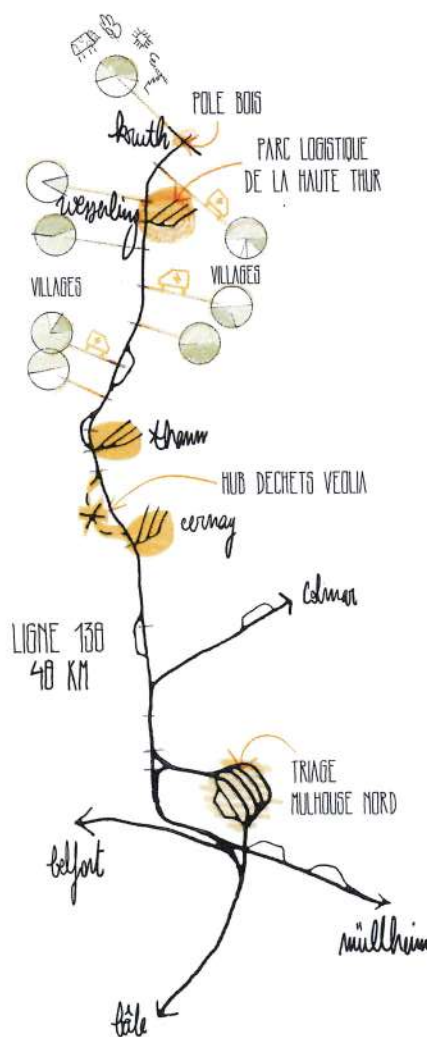 POLE BOIS
kruth
PARC LOGISTIQUE
DE LA HAUTE THUR
wesserling
VILLAGES
VILLAGES
thann
HUB DECHETS VEOLIA
cernay
colmar
LIGNE 138
48 KM
TRIAGE
MULHOUSE NORD
belfort
müllheim
bâle